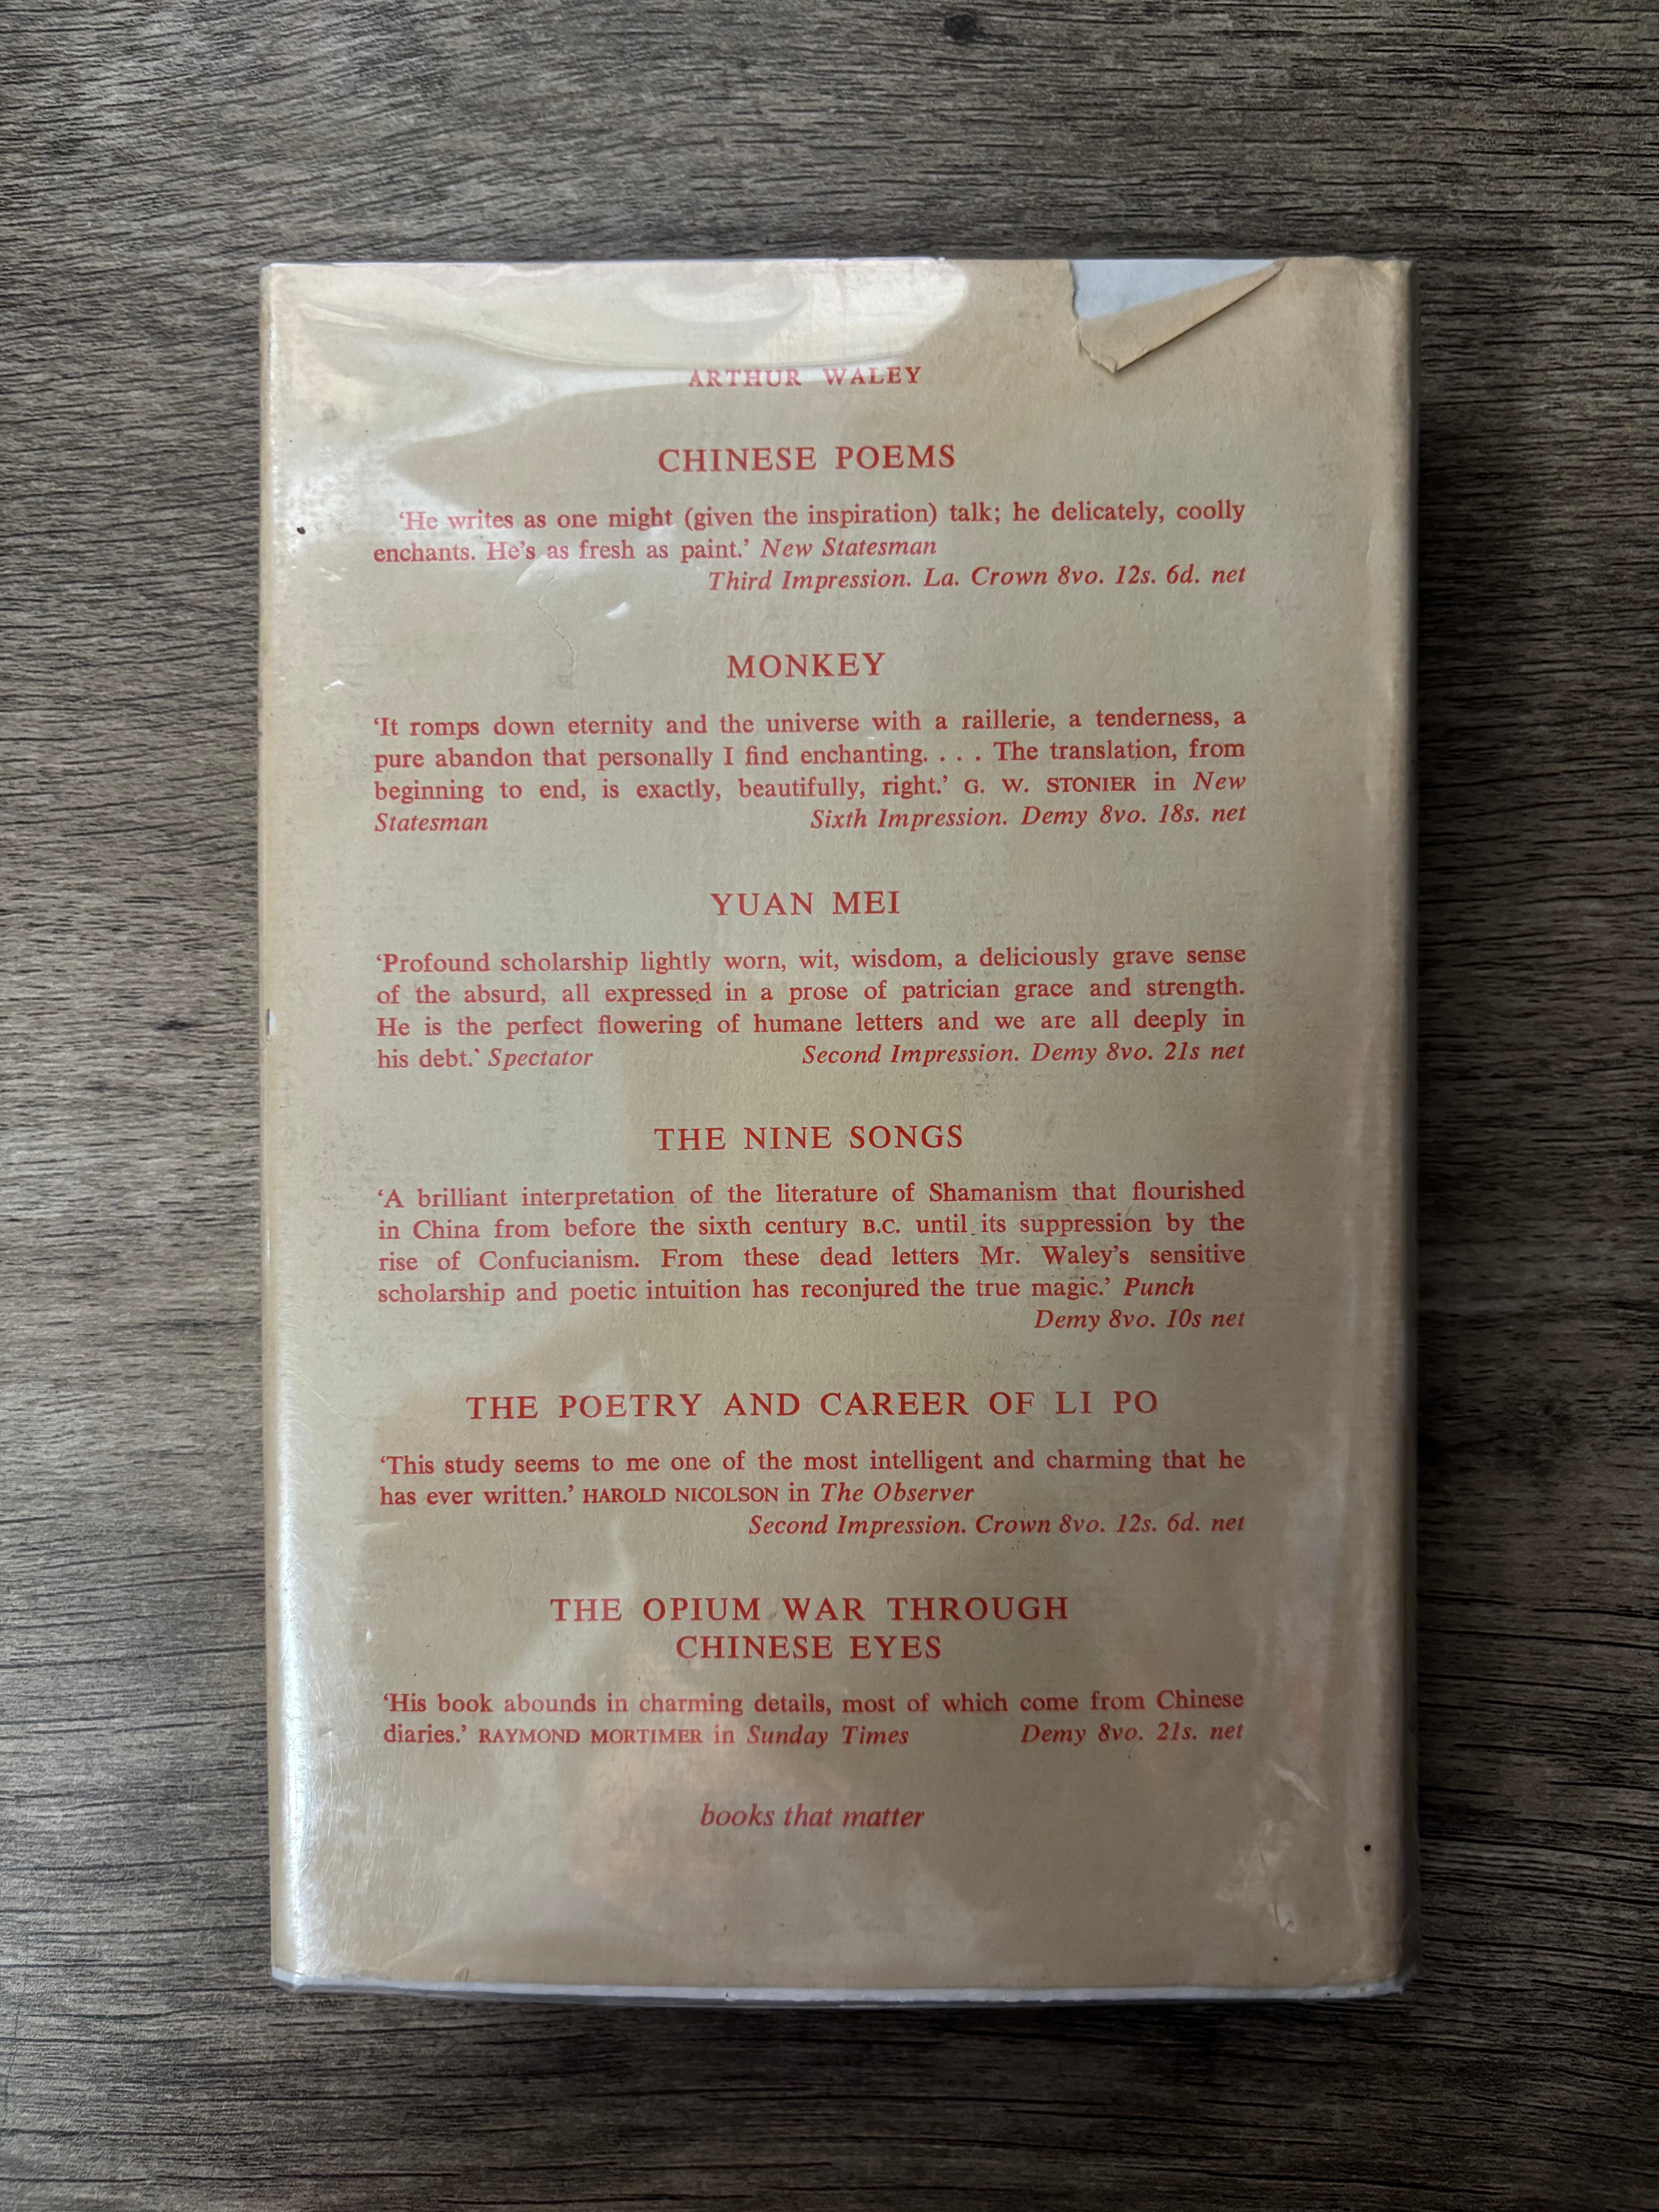 ARTHUR WALEY
CHINESE POEMS
‘He writes as one might (given the inspiration) talk; he delicately, coolly
enchants. He’s as fresh as paint.’ New Statesman
Third Impression. La. Crown 8vo. 12s. 6d. net
MONKEY
‘It romps down eternity and the universe with a raillerie, a tenderness, a
pure abandon that personally I find enchanting. . . . The translation, from
beginning to end, is exactly, beautifully, right.’ G. W. STONIER in New
Statesman Sixth Impression. Demy 8vo. 18s. net
YUAN MEI
‘Profound scholarship lightly worn, wit, wisdom, a deliciously grave sense
of the absurd, all expressed in a prose of patrician grace and strength.
He is the perfect flowering of humane letters and we are all deeply in
his debt.’ Spectator Second Impression. Demy 8vo. 21s net
THE NINE SONGS
‘A brilliant interpretation of the literature of Shamanism that flourished
in China from before the sixth century B.C. until its suppression by the
rise of Confucianism. From these dead letters Mr. Waley’s sensitive
scholarship and poetic intuition has reconjured the true magic.’ Punch
Demy 8vo. 10s net
THE POETRY AND CAREER OF LI PO
‘This study seems to me one of the most intelligent and charming that he
has ever written.’ HAROLD NICOLSON in The Observer
Second Impression. Crown 8vo. 12s. 6d. net
THE OPIUM WAR THROUGH
CHINESE EYES
‘His book abounds in charming details, most of which come from Chinese
diaries.’ RAYMOND MORTIMER in Sunday Times Demy 8vo. 21s. net
books that matter